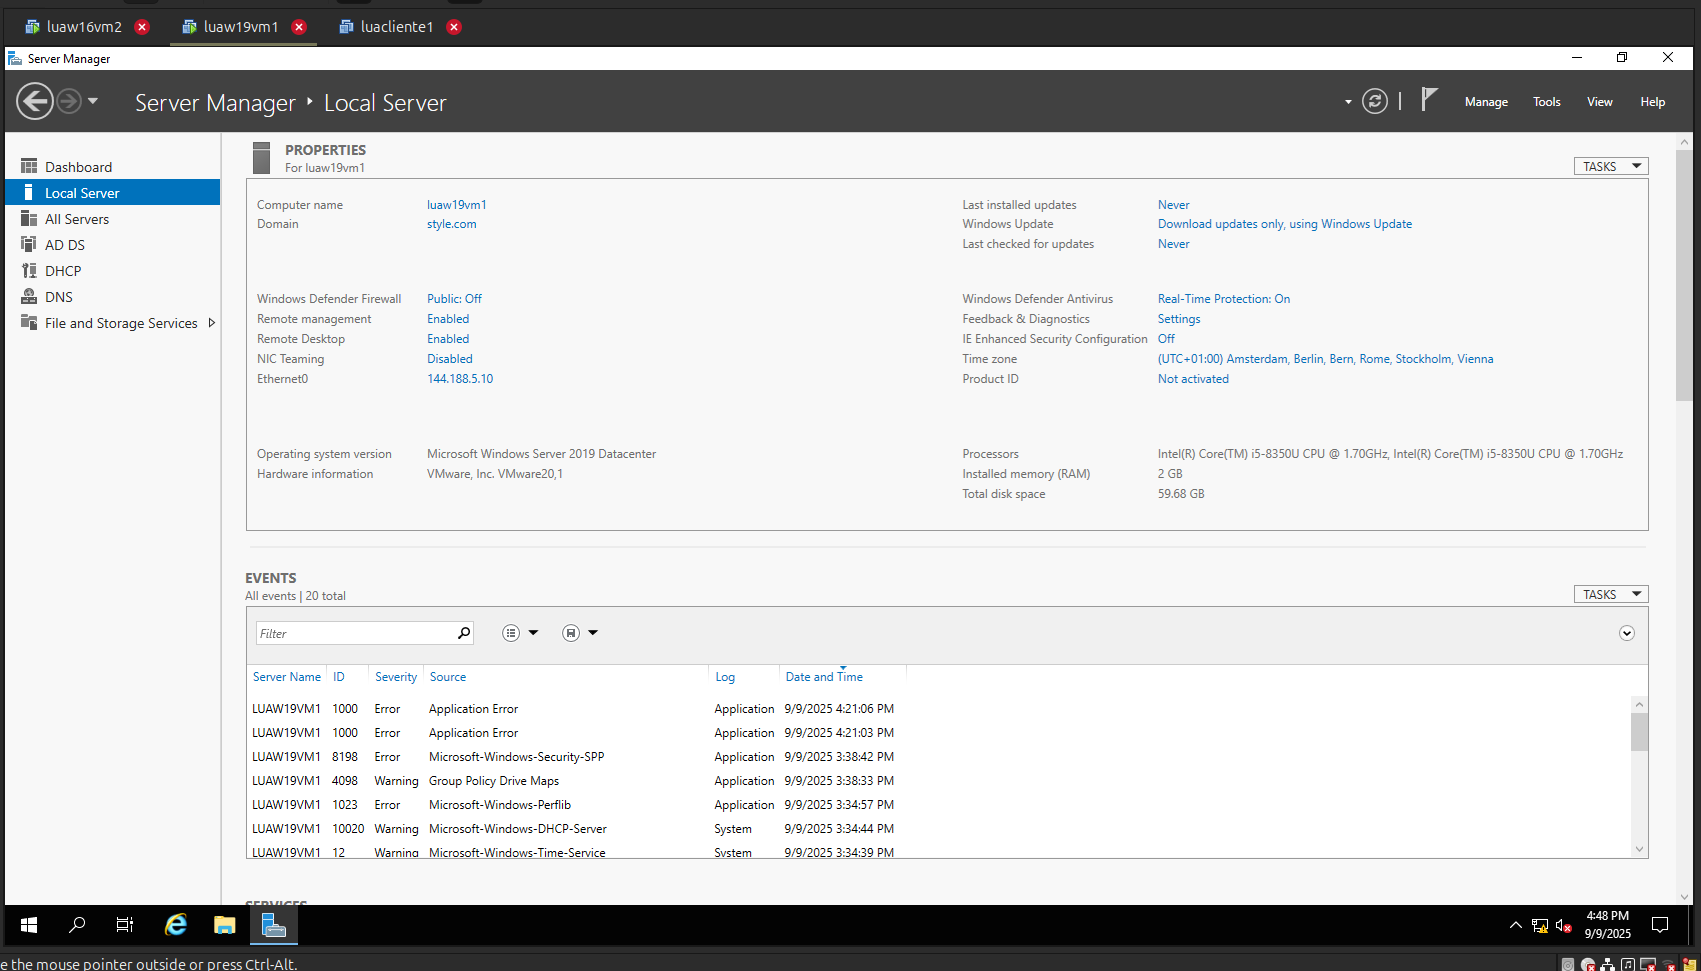 luaw16vm2 luaw19vm1 luacliente1
Server Manager
Server Manager Local Server
Manage Tools View Help
Dashboard
Local Server
All Servers
AD DS
DHCP
DNS
File and Storage Services
PROPERTIES
For luaw19vm1
TASKS
Computer name luaw19vm1
Domain style.com
Last installed updates Never
Windows Update Download updates only, using Windows Update
Last checked for updates Never
Windows Defender Firewall Public: Off
Remote management Enabled
Remote Desktop Enabled
NIC Teaming Disabled
Ethernet0 144.188.5.10
Windows Defender Antivirus Real-Time Protection: On
Feedback & Diagnostics Settings
IE Enhanced Security Configuration Off
Time zone (UTC+01:00) Amsterdam, Berlin, Bern, Rome, Stockholm, Vienna
Product ID Not activated
Operating system version Microsoft Windows Server 2019 Datacenter
Hardware information VMware, Inc. VMware20,1
Processors Intel(R) Core(TM) i5-8350U CPU @ 1.70GHz, Intel(R) Core(TM) i5-8350U CPU @ 1.70GHz
Installed memory (RAM) 2 GB
Total disk space 59.68 GB
EVENTS
All events | 20 total
TASKS
Filter
Server Name ID Severity Source Log Date and Time
LUAW19VM1 1000 Error Application Error Application 9/9/2025 4:21:06 PM
LUAW19VM1 1000 Error Application Error Application 9/9/2025 4:21:03 PM
LUAW19VM1 8198 Error Microsoft-Windows-Security-SPP Application 9/9/2025 3:38:42 PM
LUAW19VM1 4098 Warning Group Policy Drive Maps Application 9/9/2025 3:38:33 PM
LUAW19VM1 1023 Error Microsoft-Windows-Perflib Application 9/9/2025 3:34:57 PM
LUAW19VM1 10020 Warning Microsoft-Windows-DHCP-Server System 9/9/2025 3:34:44 PM
LUAW19VM1 12 Warning Microsoft-Windows-Time-Service System 9/9/2025 3:34:39 PM
SERVICES
4:48 PM
9/9/2025
e the mouse pointer outside or press Ctrl-Alt.